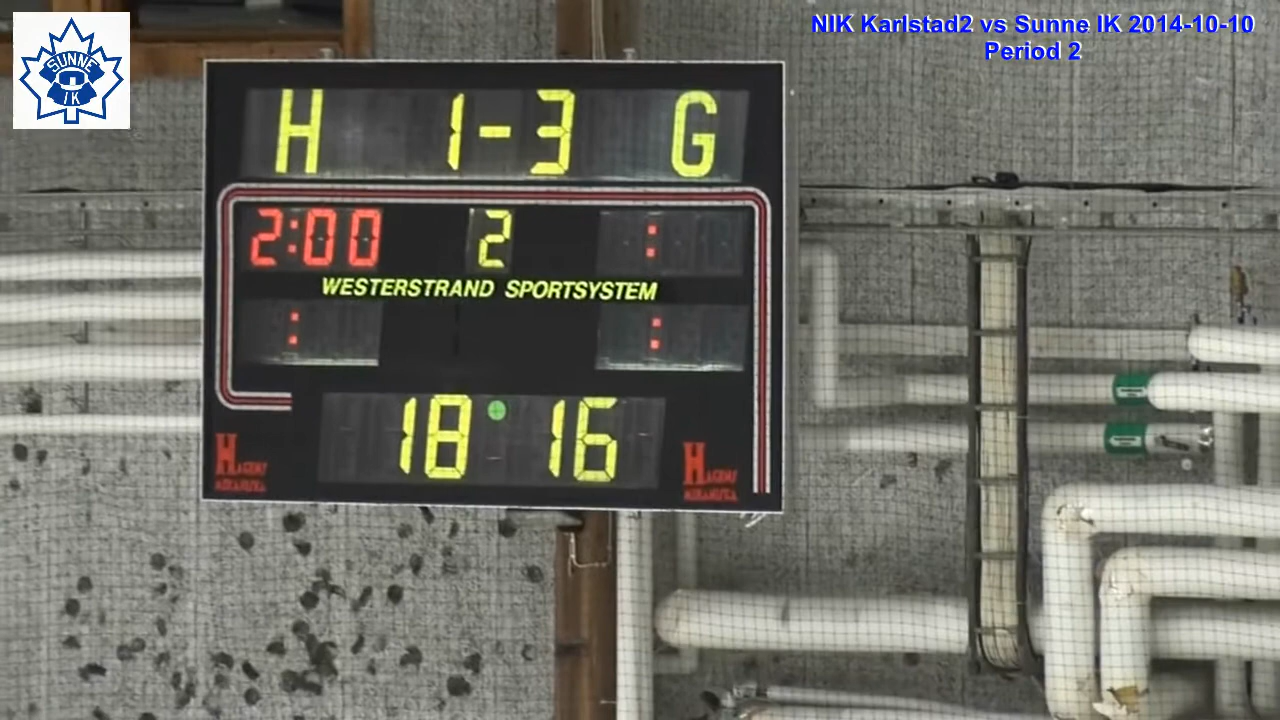 NIK Karlstad2 vs Sunne IK 2014-10-10
Period 2
SUNNE
IK
H 1-3 G
2:00 2 :
WESTERSTRAND SPORTSYSTEM
: :
18 16